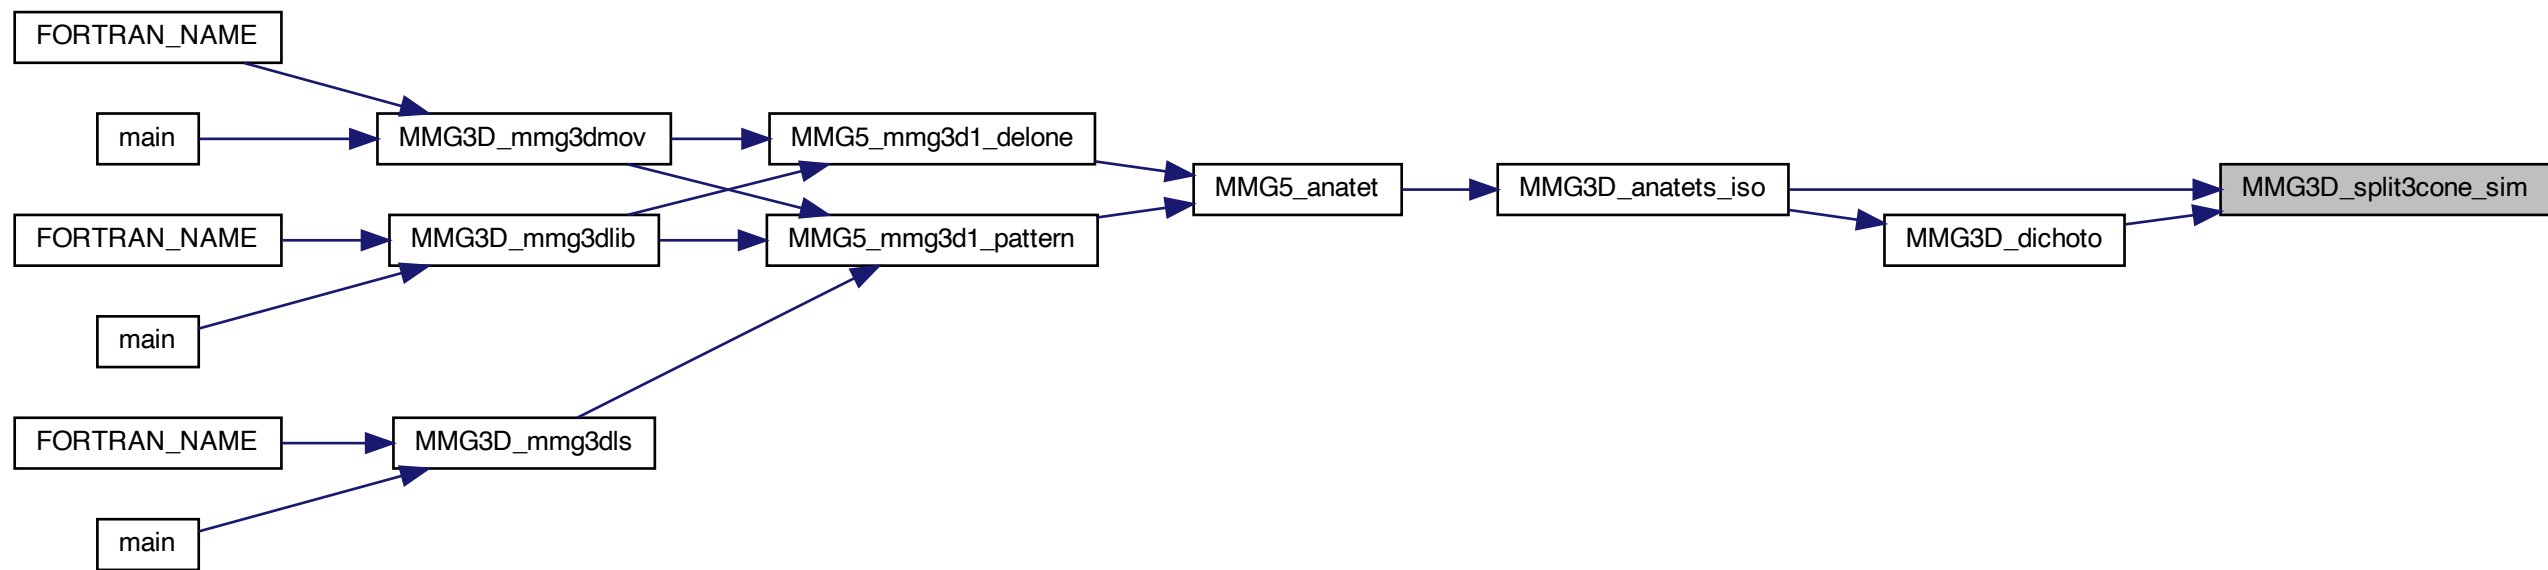 FORTRAN_NAME
main
MMG3D_mmg3dmov
MMG5_mmg3d1_delone
MMG5_anatet
MMG3D_anatets_iso
MMG3D_split3cone_sim
FORTRAN_NAME
MMG3D_mmg3dlib
MMG5_mmg3d1_pattern
MMG3D_dichoto
main
FORTRAN_NAME
MMG3D_mmg3dls
main